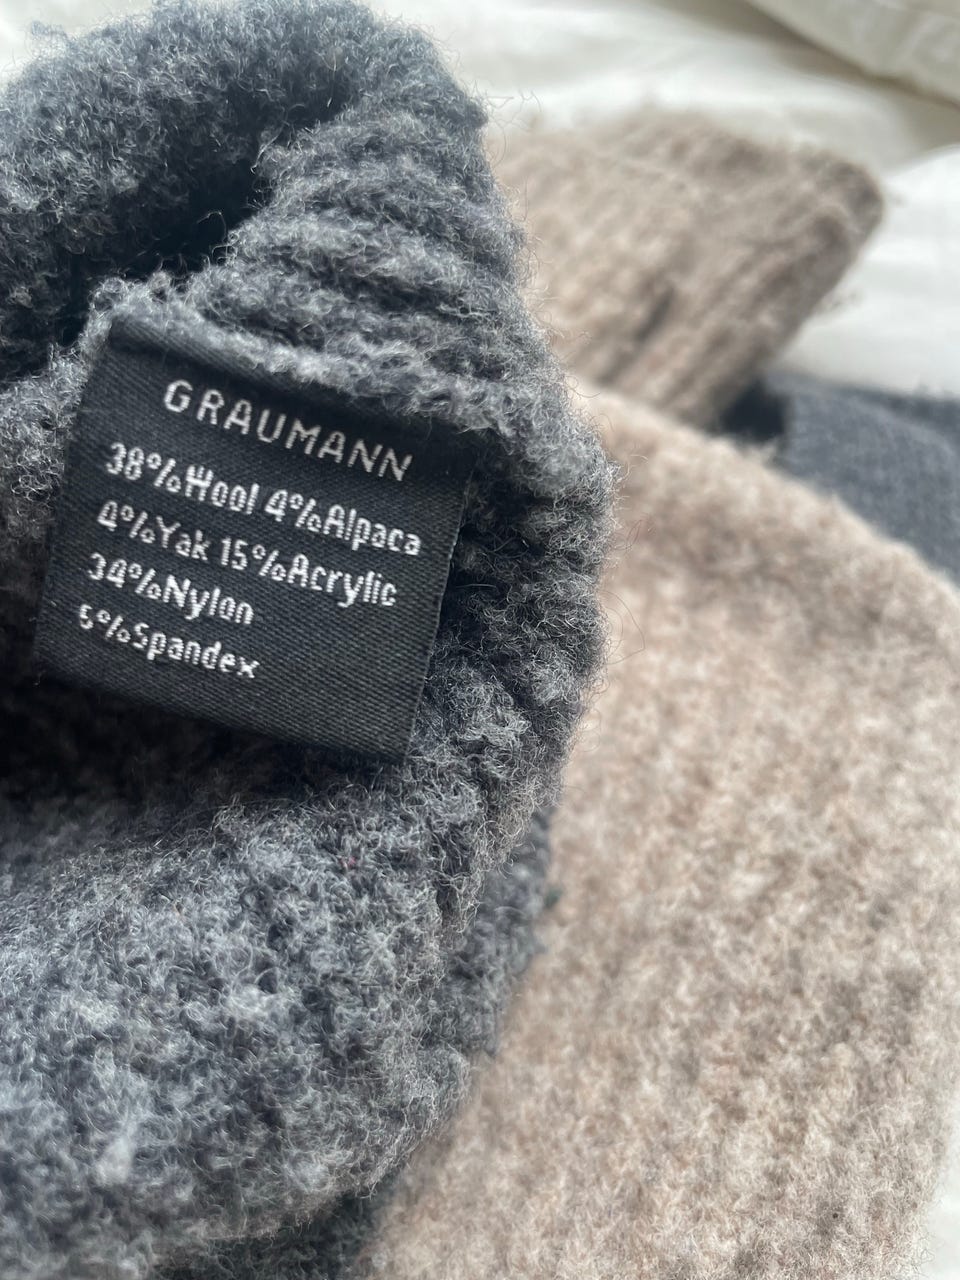 GRAUMANN
38%Wool 4%Alpaca
4%Yak 15%Acrylic
34%Nylon
5%Spandex